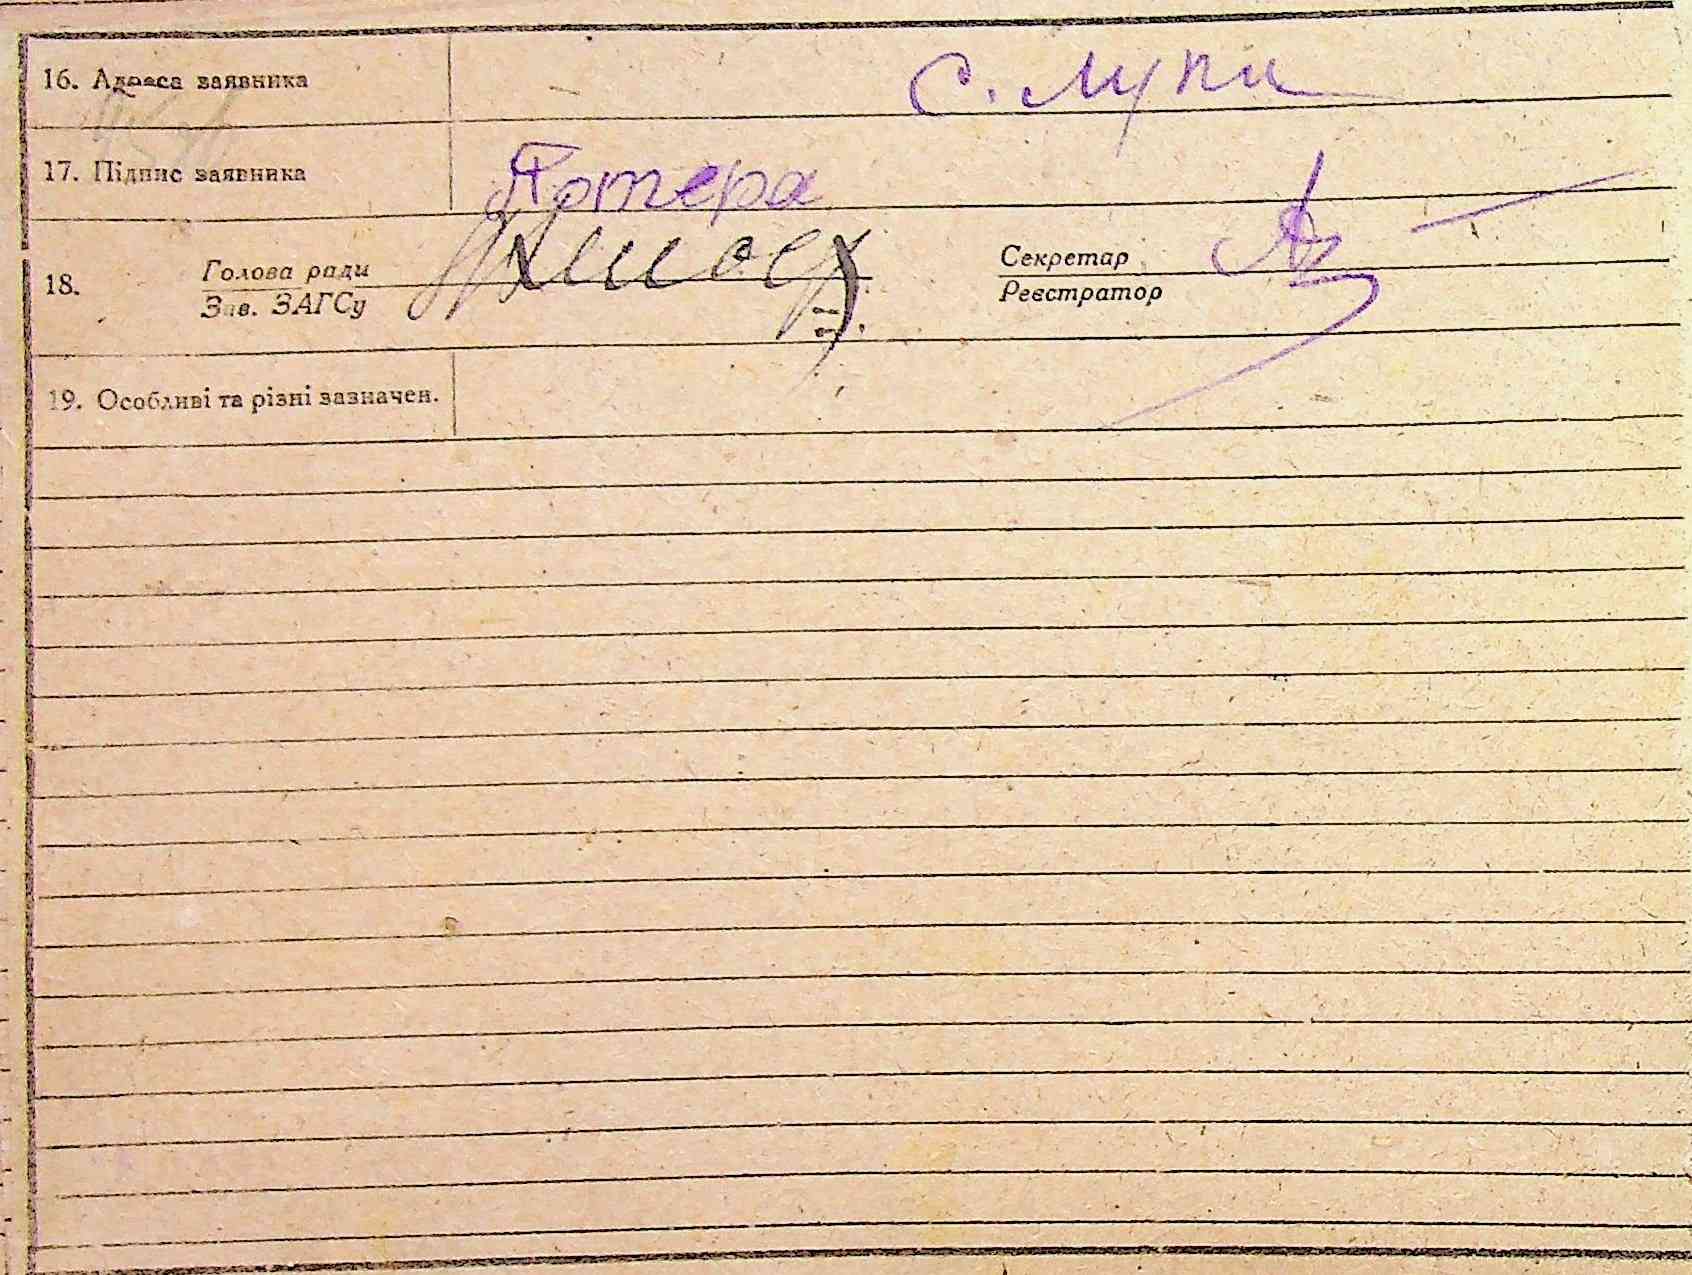 16. Адреса заявника с. Лупи
17. Підпис заявника Потера
18. Голова ради Секретар
Зав. ЗАГСу Реєстратор
19. Особливі та різні зазначен.